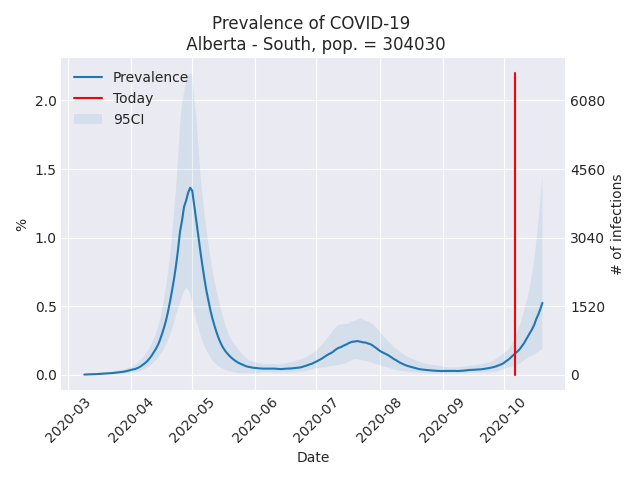 Prevalence of COVID-19
Alberta - South, pop. = 304030
Prevalence
Today
95CI
2.0
1.5
1.0
0.5
0.0
%
6080
4560
3040
1520
0
# of infections
2020-03
2020-04
2020-05
2020-06
2020-07
2020-08
2020-09
2020-10
Date